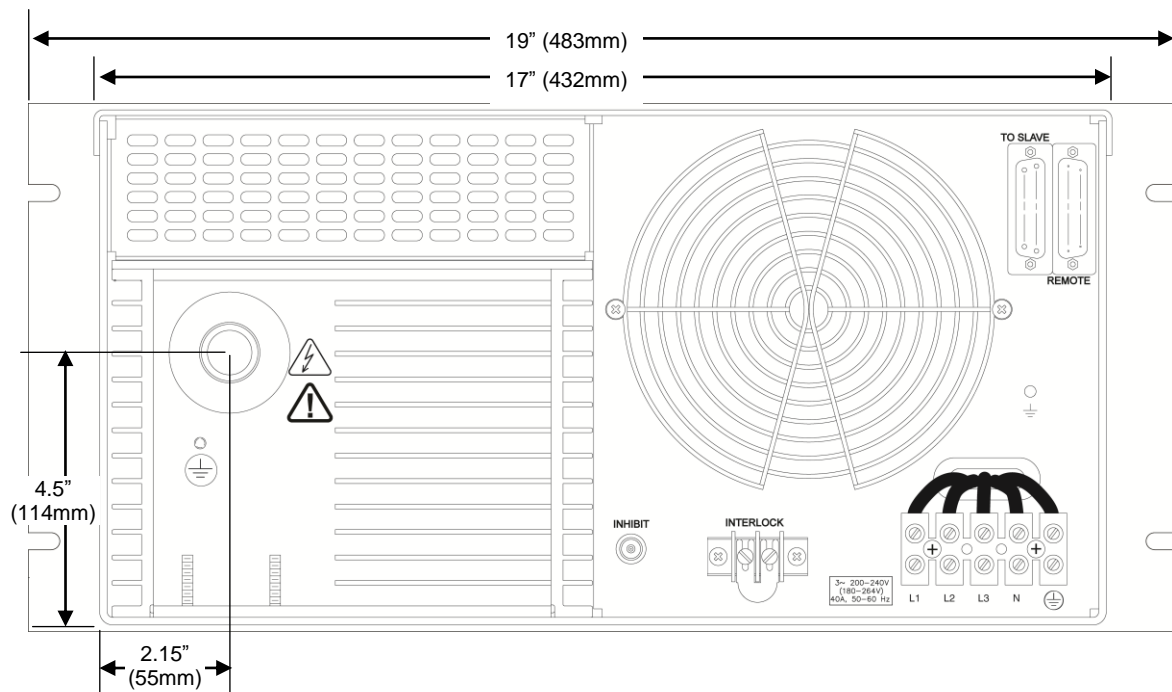 19” (483mm)
17” (432mm)
TO SLAVE
REMOTE
4.5”
(114mm)
INHIBIT
INTERLOCK
3~ 200-240V
(180-264V)
40A, 50-60 Hz
L1 L2 L3 N
2.15”
(55mm)